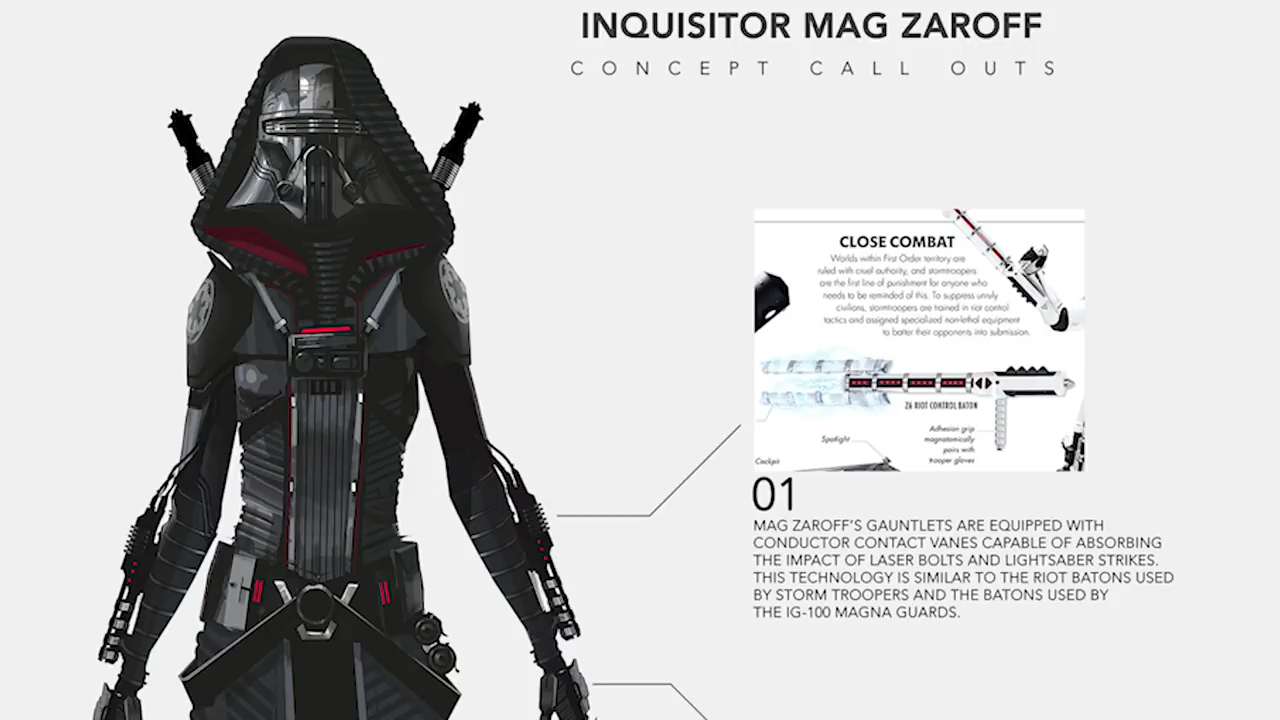 INQUISITOR MAG ZAROFF
CONCEPT CALL OUTS
CLOSE COMBAT
Worlds within First Order territory are
ruled with cruel authority, and stormtroopers
are the first line of punishment for anyone who
needs to be reminded of this. To suppress unruly
civilians, stormtroopers are trained in riot control
tactics and assigned specialized non-lethal equipment
to batter their opponents into submission.
Z6 RIOT CONTROL BATON
Spotlight
Adhesion grip
magnatomically
pairs with
trooper gloves
Cockpit
01
MAG ZAROFF'S GAUNTLETS ARE EQUIPPED WITH
CONDUCTOR CONTACT VANES CAPABLE OF ABSORBING
THE IMPACT OF LASER BOLTS AND LIGHTSABER STRIKES.
THIS TECHNOLOGY IS SIMILAR TO THE RIOT BATONS USED
BY STORM TROOPERS AND THE BATONS USED BY
THE IG-100 MAGNA GUARDS.